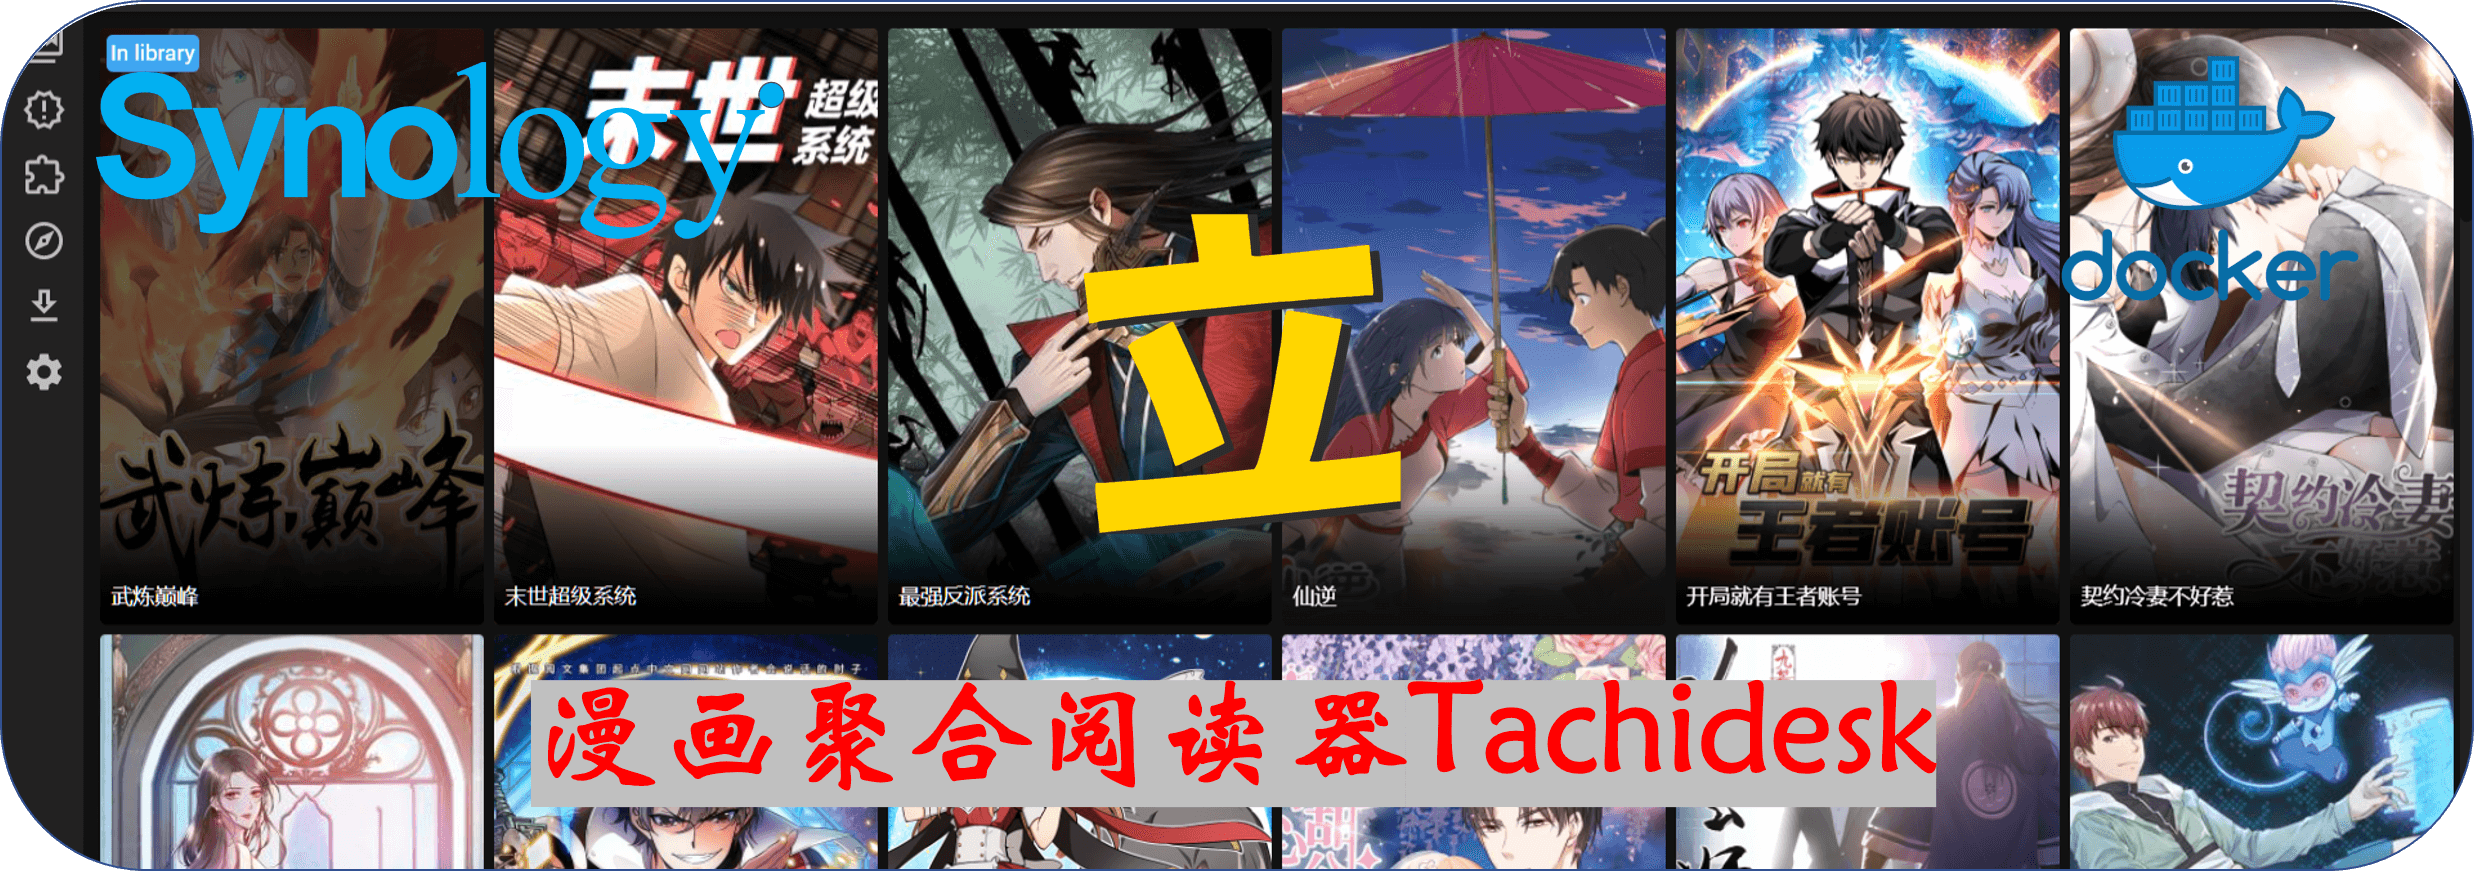 In library
Synology
末世
超级
系统
docker
立
武炼巅峰
开局就有
王者账号
契约冷妻
不好惹
武炼巅峰
末世超级系统
最强反派系统
仙逆
开局就有王者账号
契约冷妻不好惹
漫画聚合阅读器Tachidesk